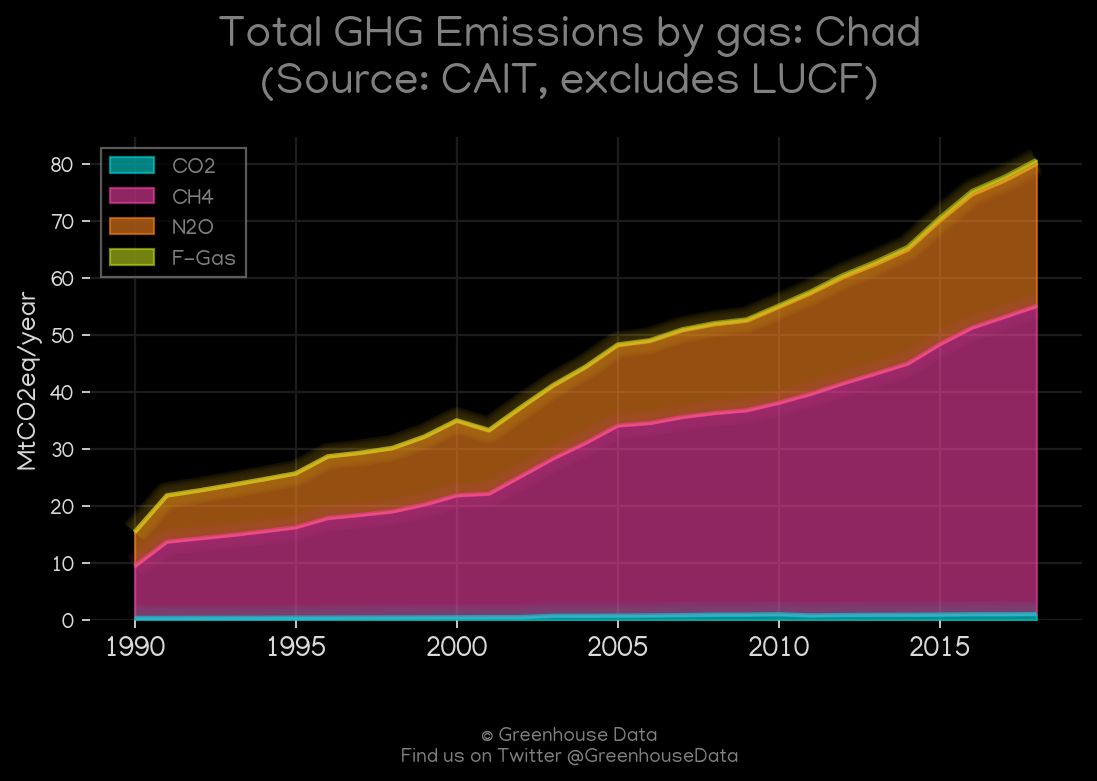 Total GHG Emissions by gas: Chad
(Source: CAIT, excludes LUCF)
CO2
CH4
N2O
F-Gas
MtCO2eq/year
80
70
60
50
40
30
20
10
0
1990 1995 2000 2005 2010 2015
© Greenhouse Data
Find us on Twitter @GreenhouseData